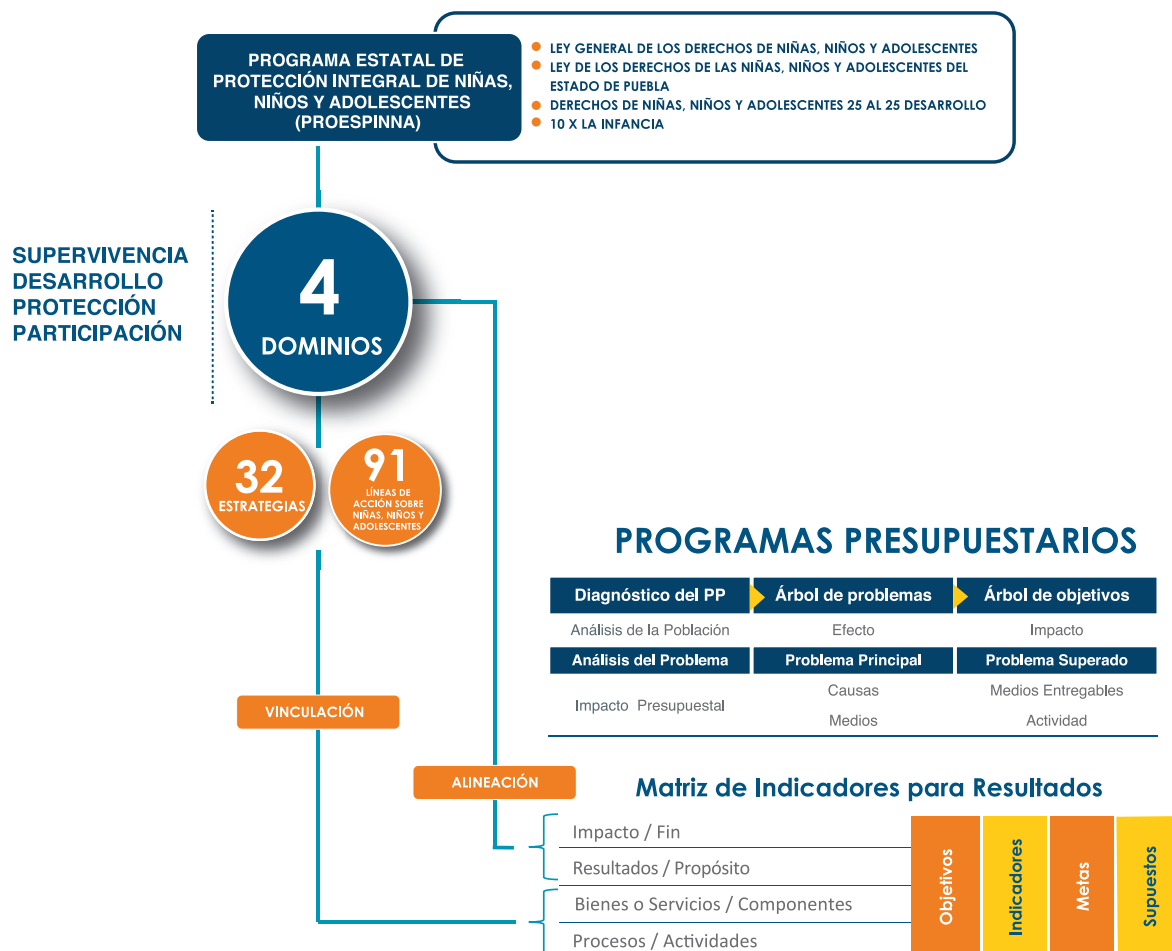 PROGRAMA ESTATAL DE
PROTECCIÓN INTEGRAL DE NIÑAS,
NIÑOS Y ADOLESCENTES
(PROESPINNA)
LEY GENERAL DE LOS DERECHOS DE NIÑAS, NIÑOS Y ADOLESCENTES
LEY DE LOS DERECHOS DE LAS NIÑAS, NIÑOS Y ADOLESCENTES DEL
ESTADO DE PUEBLA
DERECHOS DE NIÑAS, NIÑOS Y ADOLESCENTES 25 AL 25 DESARROLLO
10 X LA INFANCIA
SUPERVIVENCIA
DESARROLLO
PROTECCIÓN
PARTICIPACIÓN
4
DOMINIOS
32
ESTRATEGIAS
91
LÍNEAS DE
ACCIÓN SOBRE
NIÑAS, NIÑOS Y
ADOLESCENTES
PROGRAMAS PRESUPUESTARIOS
Diagnóstico del PP Árbol de problemas Árbol de objetivos
Análisis de la Población Efecto Impacto
Análisis del Problema Problema Principal Problema Superado
Impacto Presupuestal
Causas Medios Entregables
Medios Actividad
VINCULACIÓN
ALINEACIÓN
Matriz de Indicadores para Resultados
Impacto / Fin
Resultados / Propósito
Bienes o Servicios / Componentes
Procesos / Actividades
Objetivos
Indicadores
Metas
Supuestos